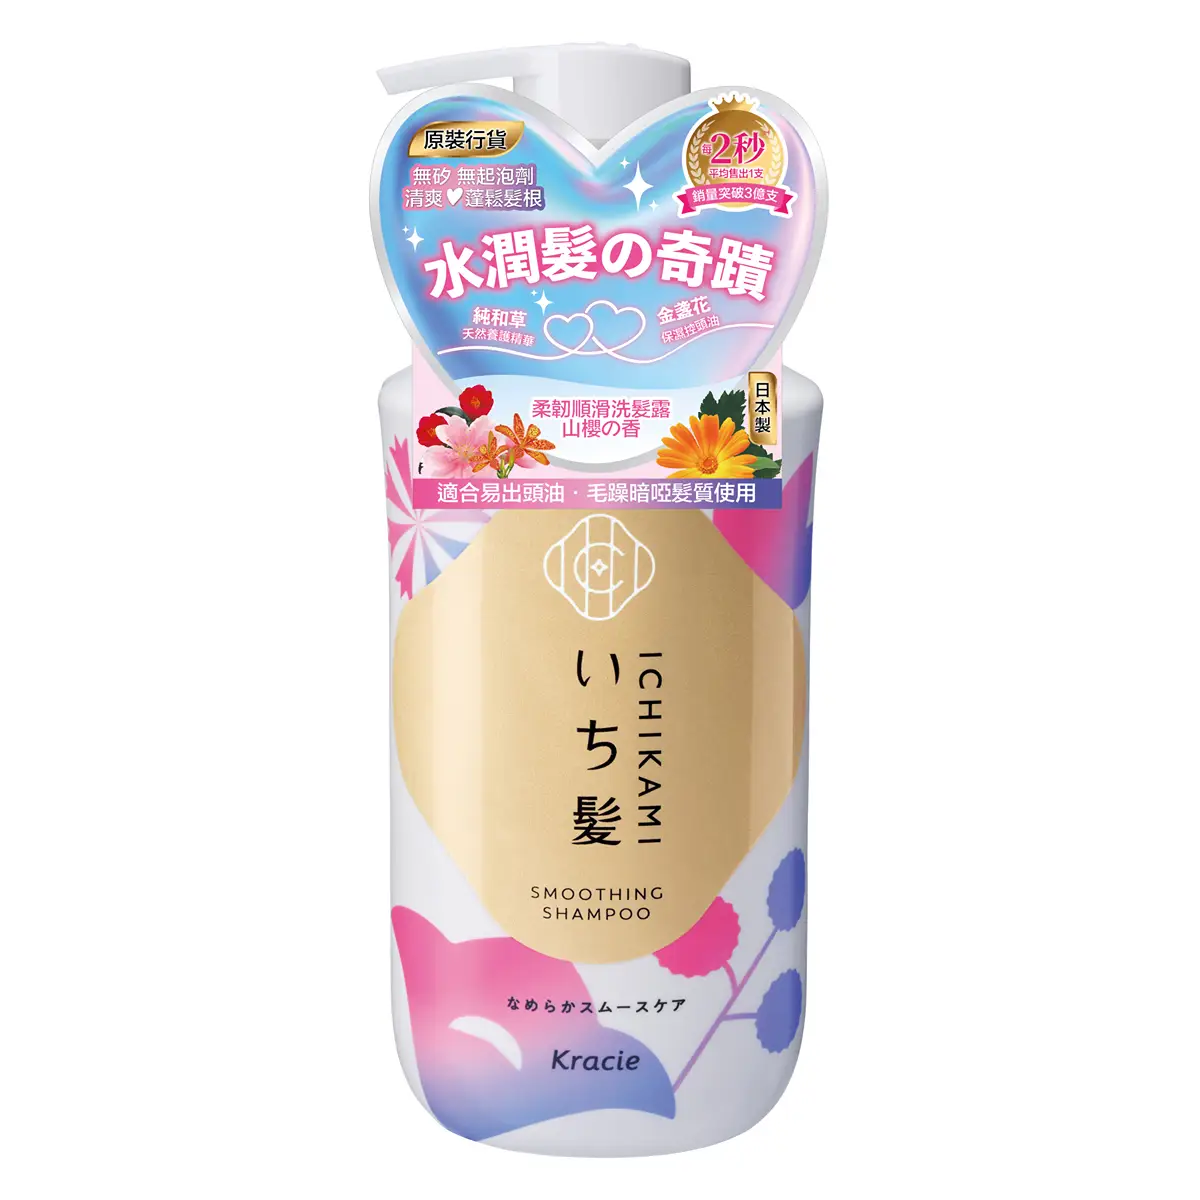 原裝行貨
無矽 無起泡劑
清爽♥蓬鬆髮根
每2秒
平均售出1支
銷量突破3億支
水潤髮の奇蹟
純和草
天然養護精華
金盞花
保濕控頭油
柔韌順滑洗髮露
山櫻の香
日本製
適合易出頭油・毛躁暗啞髮質使用
いち髪
ICHIKAMI
SMOOTHING
SHAMPOO
なめらかスムースケア
Kracie